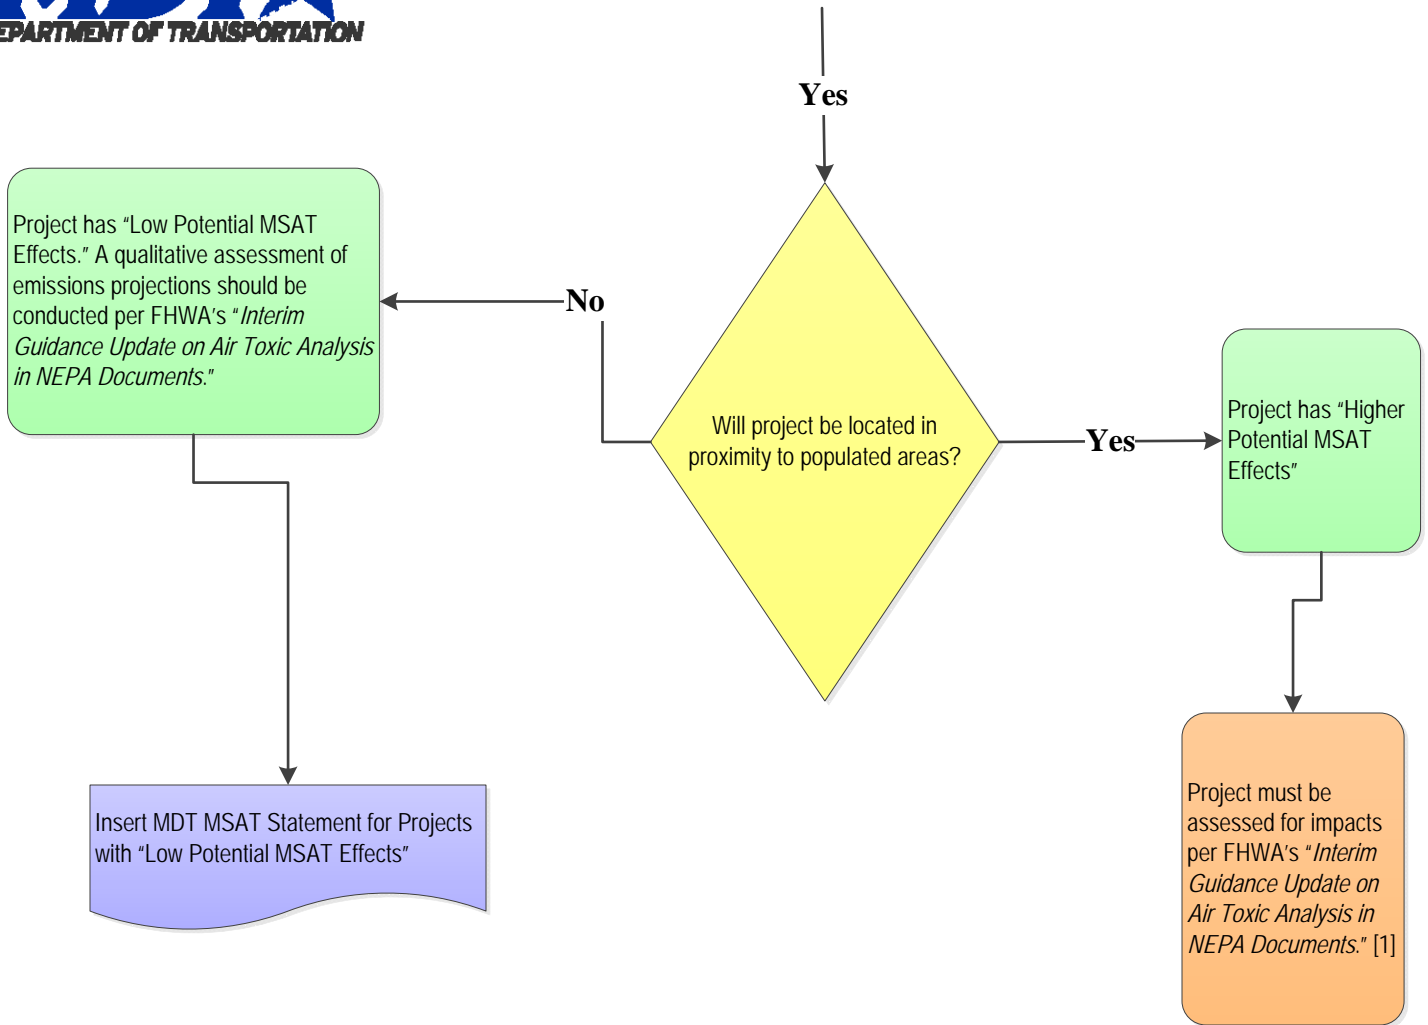 DEPARTMENT OF TRANSPORTATION
Yes
Project has “Low Potential MSAT
Effects.” A qualitative assessment of
emissions projections should be
conducted per FHWA’s “Interim
Guidance Update on Air Toxic Analysis
in NEPA Documents.”
No
Will project be located in
proximity to populated areas?
Yes
Project has “Higher
Potential MSAT
Effects”
Insert MDT MSAT Statement for Projects
with “Low Potential MSAT Effects”
Project must be
assessed for impacts
per FHWA’s “Interim
Guidance Update on
Air Toxic Analysis in
NEPA Documents.” [1]